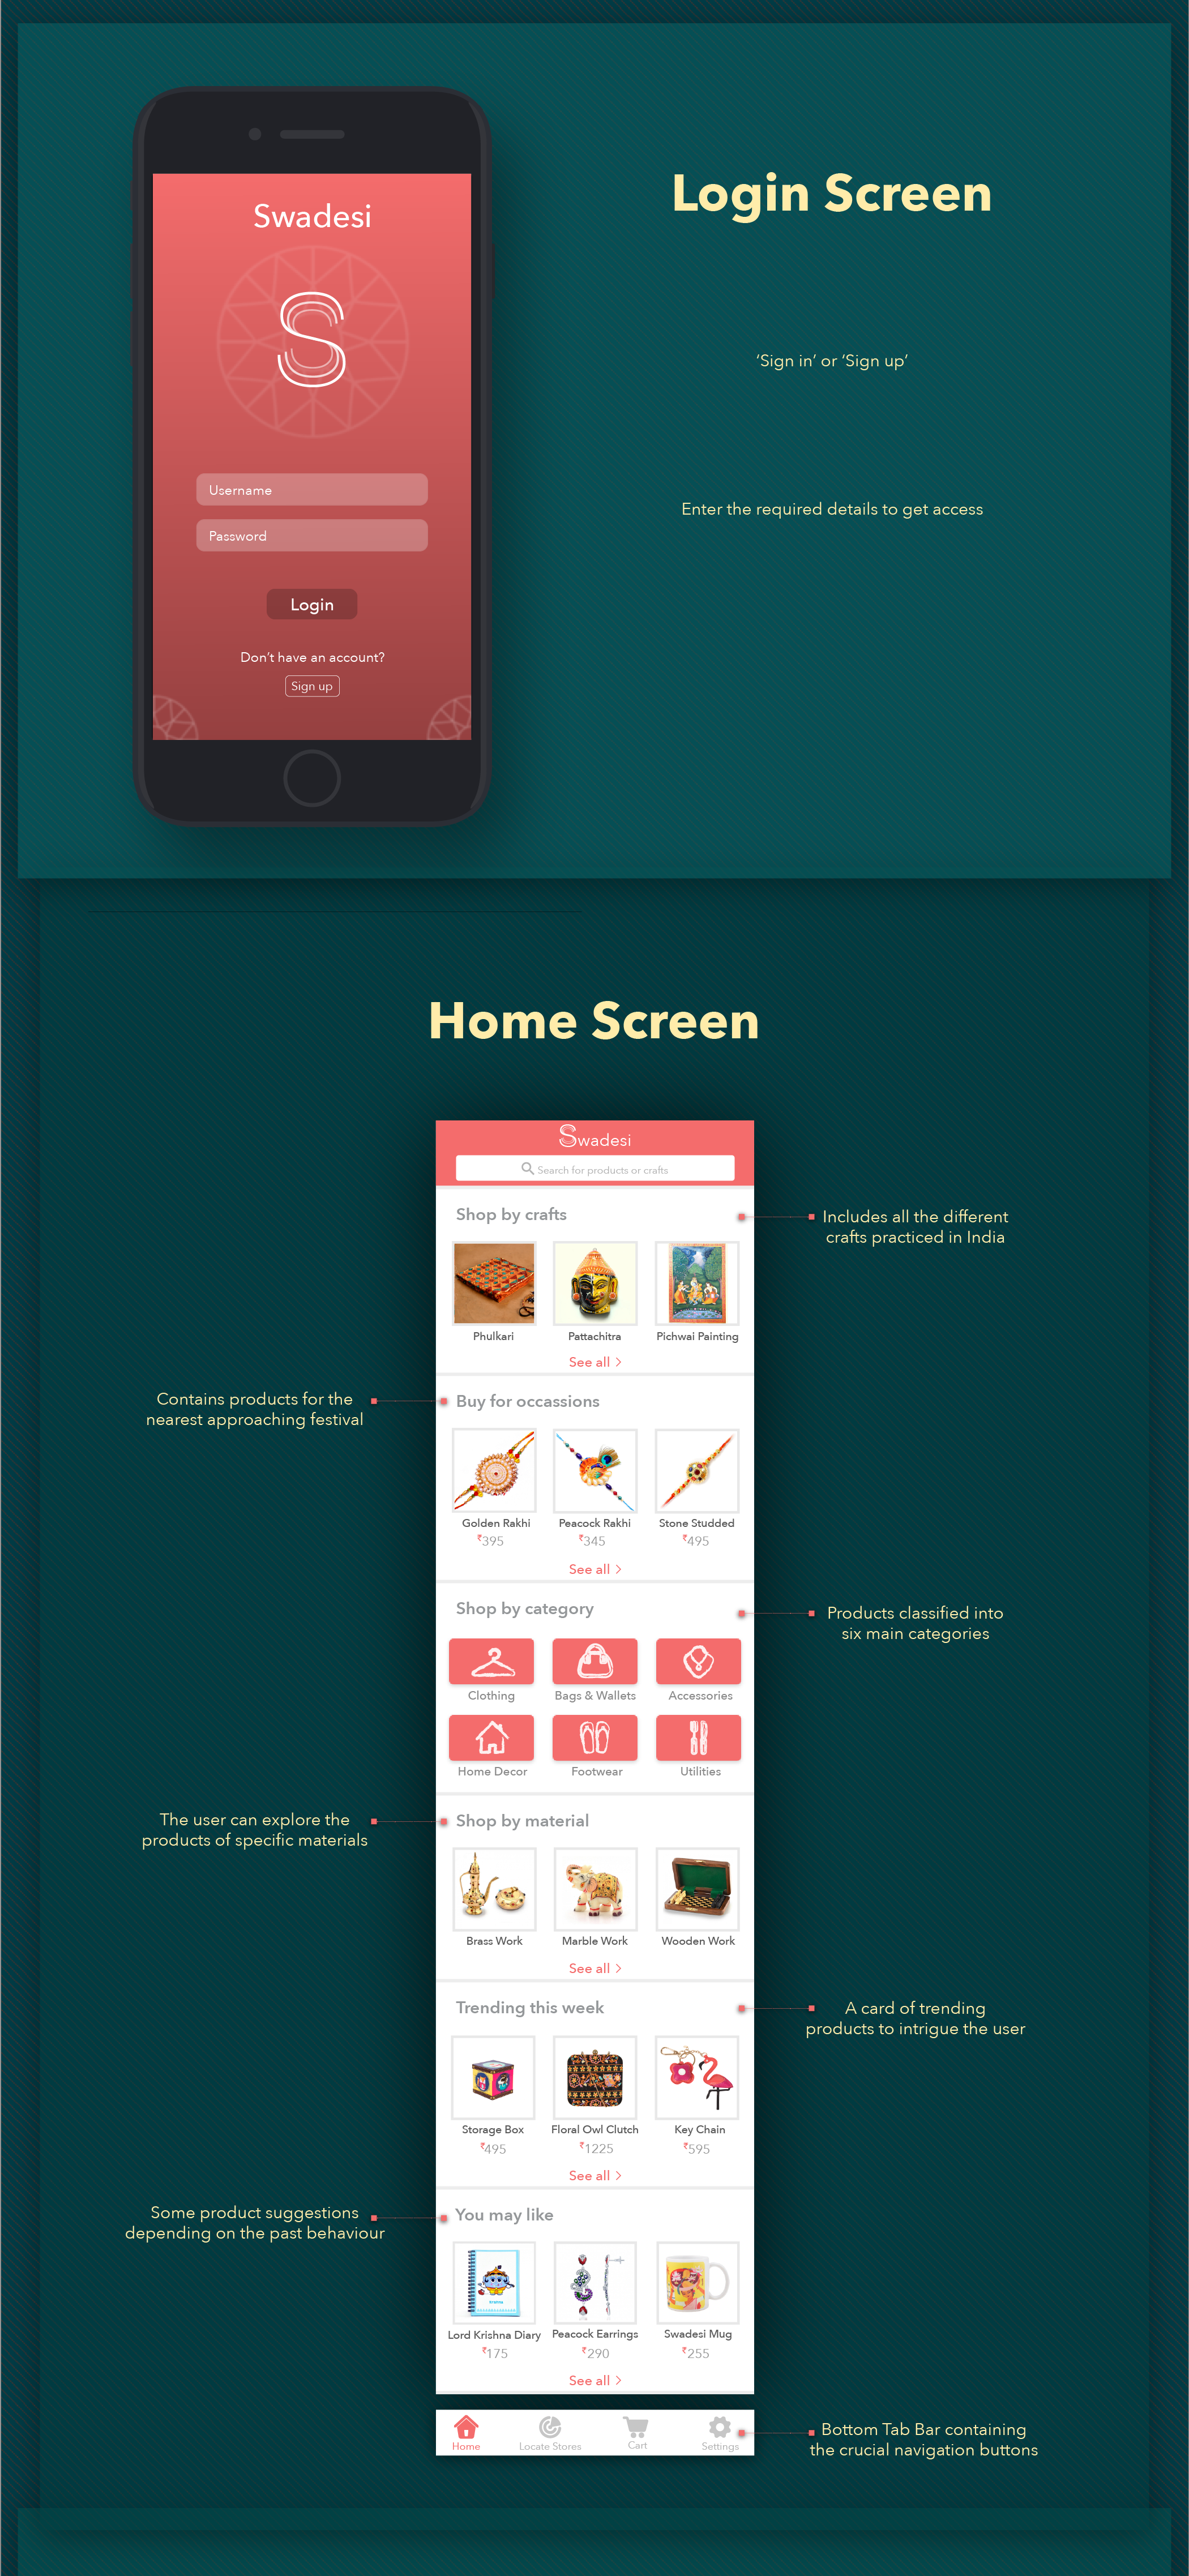 Swadesi
S
Username
Password
Login
Don't have an account?
Sign up
Login Screen
'Sign in' or 'Sign up'
Enter the required details to get access
Home Screen
Swadesi
Search for products or crafts
Shop by crafts
Phulkari
Pattachitra
Pichwai Painting
See all >
Includes all the different
crafts practiced in India
Contains products for the
nearest approaching festival
Buy for occassions
Golden Rakhi
Peacock Rakhi
Stone Studded
₹395
₹345
₹495
See all >
Shop by category
Clothing
Bags & Wallets
Accessories
Home Decor
Footwear
Utilities
Products classified into
six main categories
The user can explore the
products of specific materials
Shop by material
Brass Work
Marble Work
Wooden Work
See all >
Trending this week
Storage Box
Floral Owl Clutch
Key Chain
₹495
₹1225
₹595
See all >
A card of trending
products to intrigue the user
Some product suggestions
depending on the past behaviour
You may like
Lord Krishna Diary
Peacock Earrings
Swadesi Mug
₹175
₹290
₹255
See all >
Home
Locate Stores
Cart
Settings
Bottom Tab Bar containing
the crucial navigation buttons